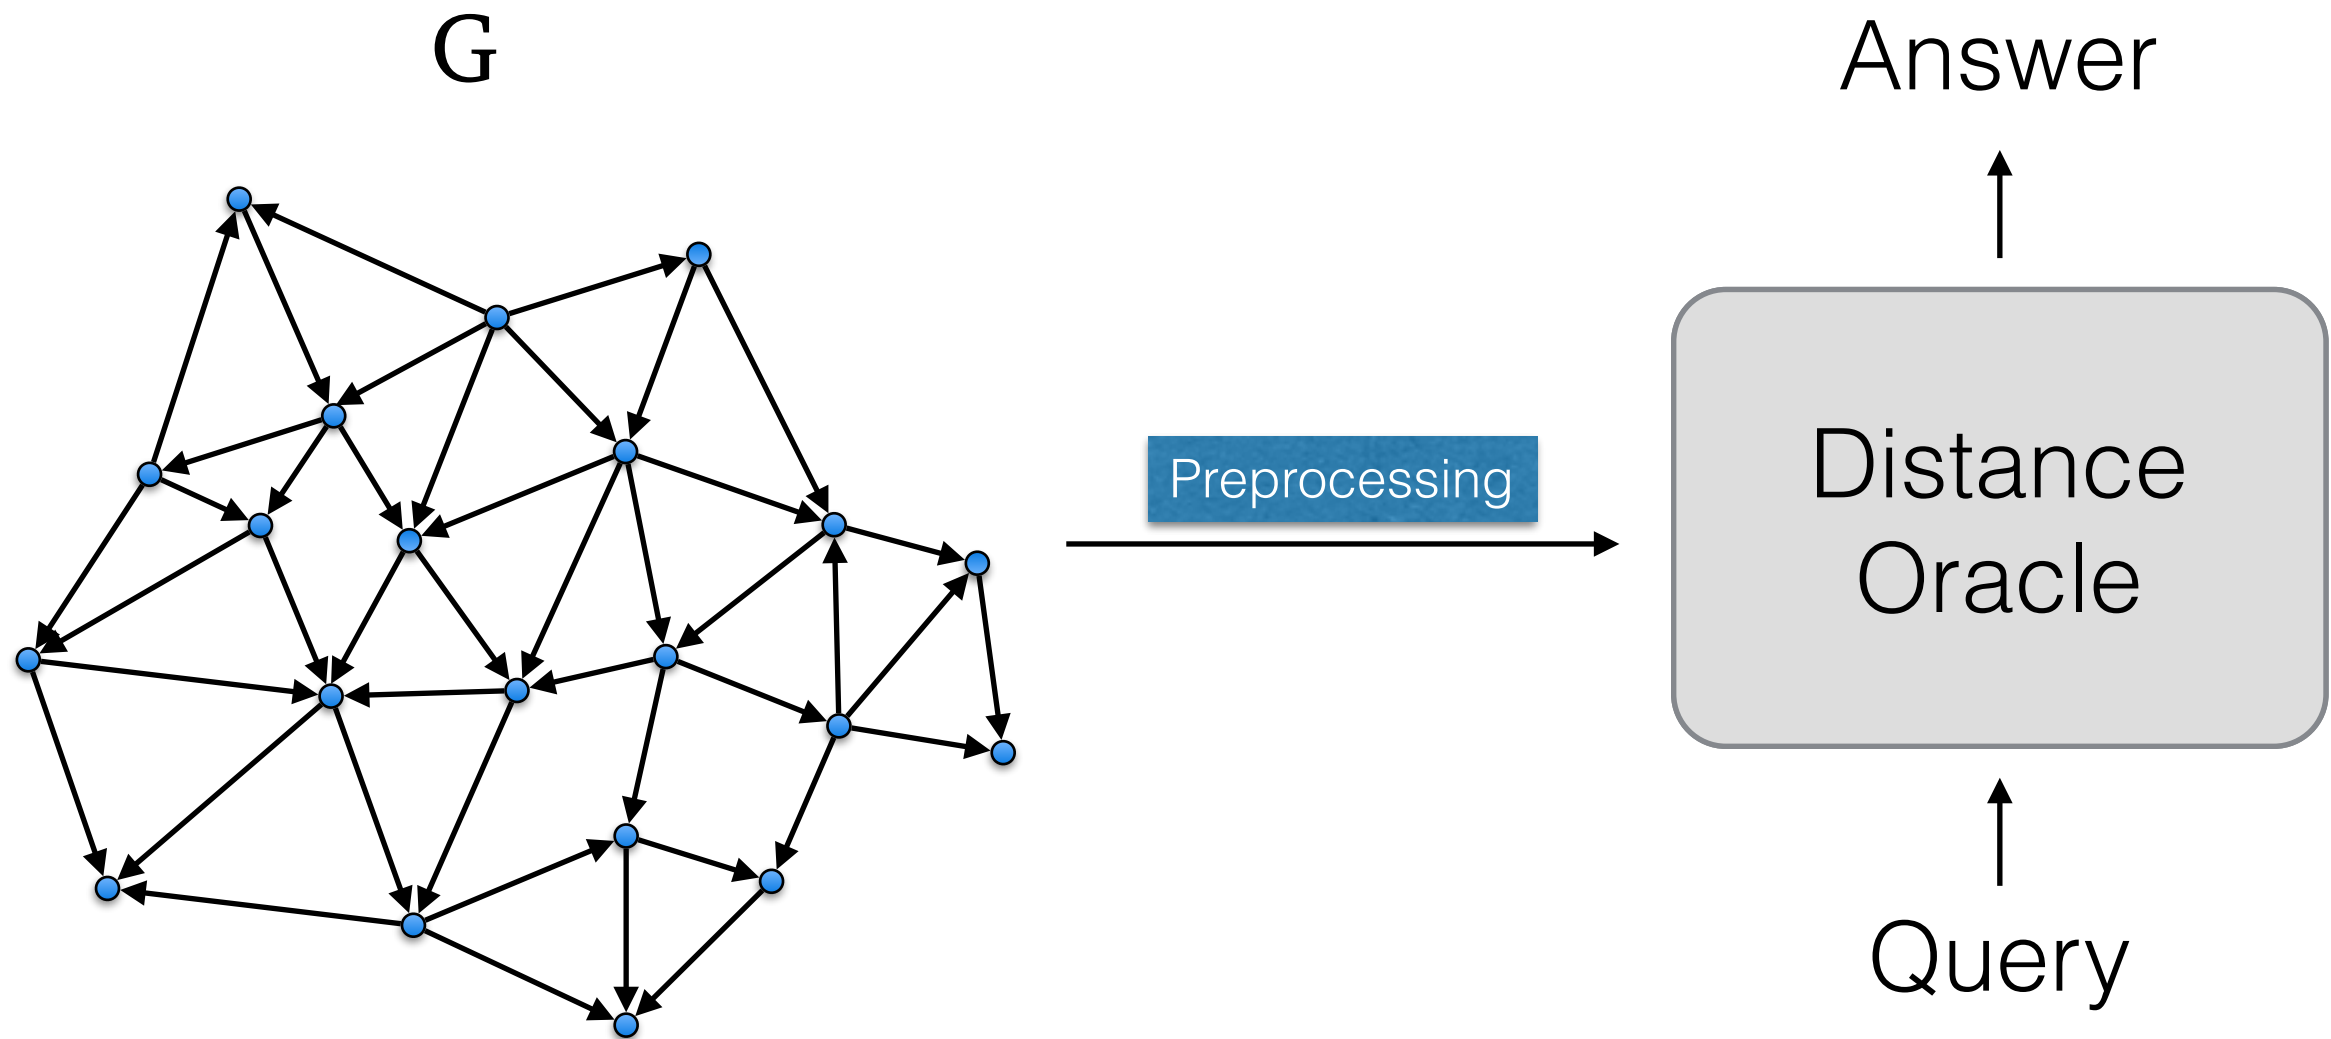 G
Answer
Preprocessing
Distance
Oracle
Query